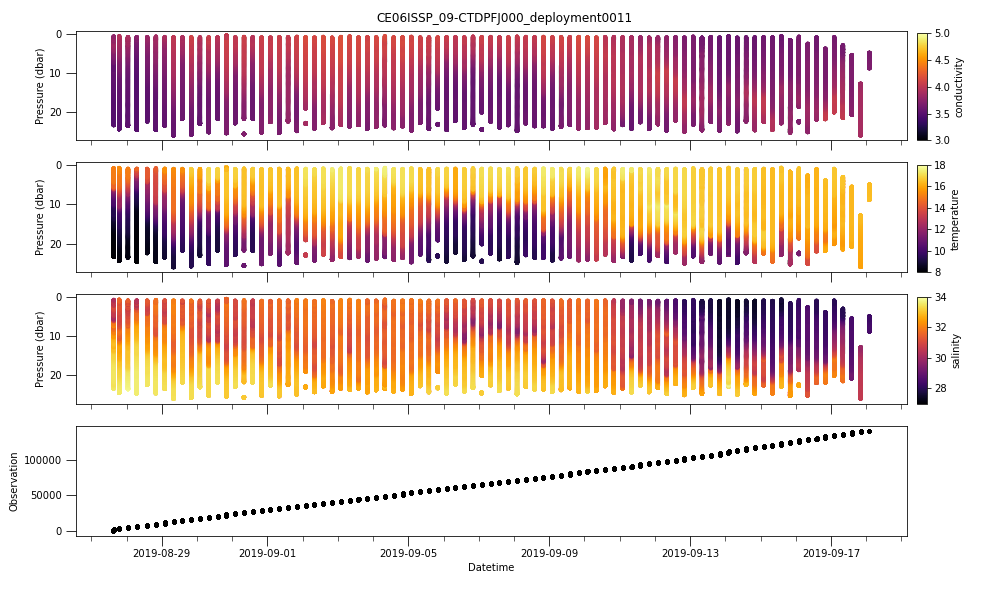 CE06ISSP_09-CTDPFJ000_deployment0011
Pressure (dbar)
0
10
20
5.0
4.5
4.0
3.5
3.0
conductivity
Pressure (dbar)
0
10
20
18
16
14
12
10
8
temperature
Pressure (dbar)
0
10
20
34
32
30
28
salinity
Observation
100000
50000
0
2019-08-29 2019-09-01 2019-09-05 2019-09-09 2019-09-13 2019-09-17
Datetime